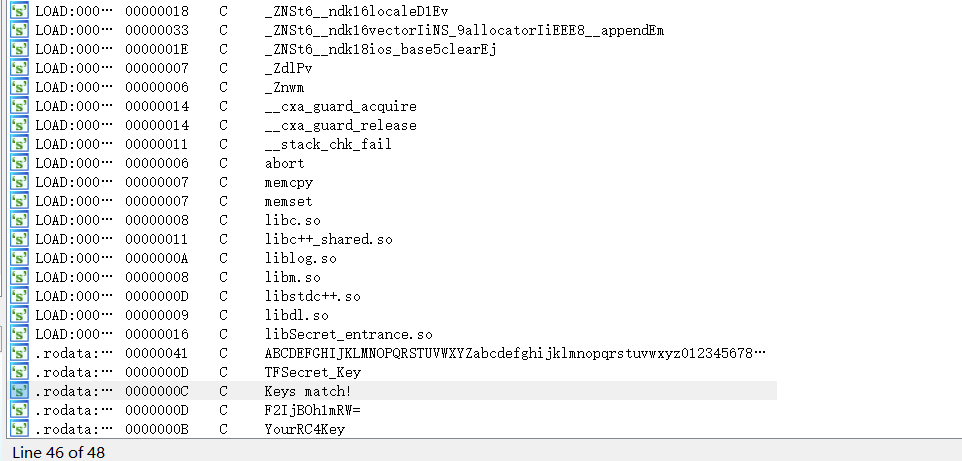 's' LOAD:000… 00000018 C _ZNSt6__ndk16localeD1Ev
's' LOAD:000… 00000033 C _ZNSt6__ndk16vectorIiNS_9allocatorIiEEE8__appendEm
's' LOAD:000… 0000001E C _ZNSt6__ndk18ios_base5clearEj
's' LOAD:000… 00000007 C _ZdlPv
's' LOAD:000… 00000006 C _Znwm
's' LOAD:000… 00000014 C __cxa_guard_acquire
's' LOAD:000… 00000014 C __cxa_guard_release
's' LOAD:000… 00000011 C __stack_chk_fail
's' LOAD:000… 00000006 C abort
's' LOAD:000… 00000007 C memcpy
's' LOAD:000… 00000007 C memset
's' LOAD:000… 00000008 C libc.so
's' LOAD:000… 00000011 C libc++_shared.so
's' LOAD:000… 0000000A C liblog.so
's' LOAD:000… 00000008 C libm.so
's' LOAD:000… 0000000D C libstdc++.so
's' LOAD:000… 00000009 C libdl.so
's' LOAD:000… 00000016 C libSecret_entrance.so
's' .rodata:… 00000041 C ABCDEFGHIJKLMNOPQRSTUVWXYZabcdefghijklmnopqrstuvwxyz012345678…
's' .rodata:… 0000000D C TFSecret_Key
's' .rodata:… 0000000C C Keys match!
's' .rodata:… 0000000D C F2IjBOh1mRW=
's' .rodata:… 0000000B C YourRC4Key
Line 46 of 48